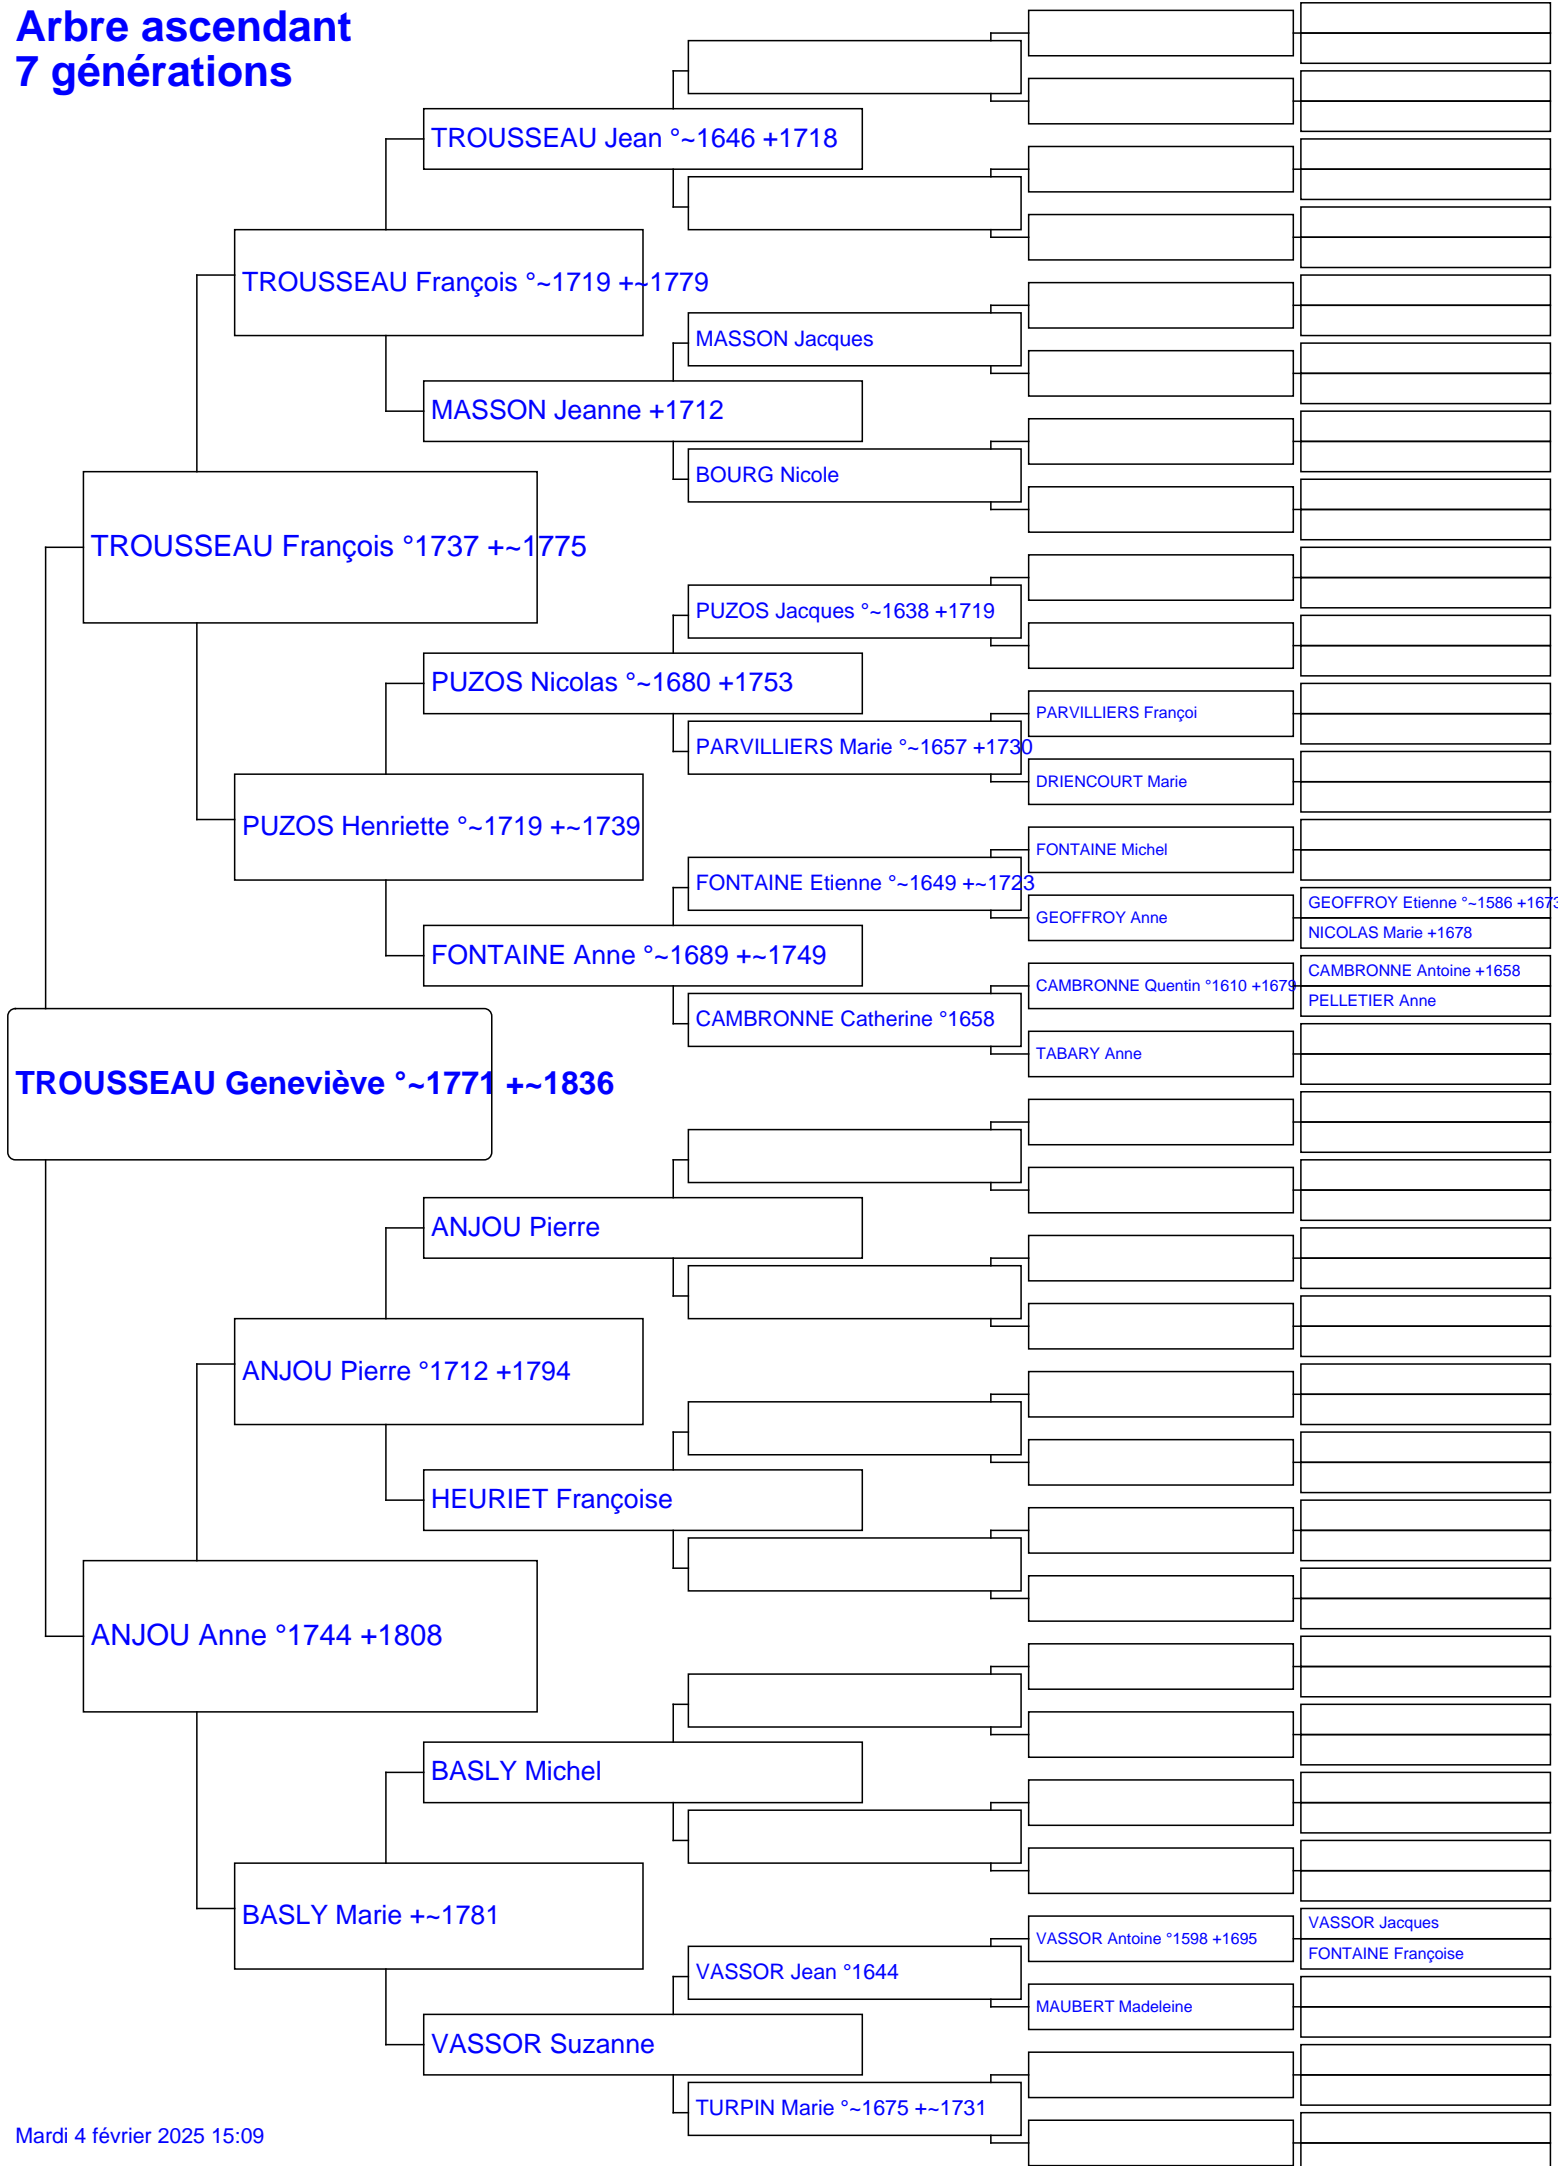 Arbre ascendant
7 générations
TROUSSEAU Jean °~1646 +1718
TROUSSEAU François °~1719 +~1779
MASSON Jacques
MASSON Jeanne +1712
BOURG Nicole
TROUSSEAU François °1737 +~1775
PUZOS Jacques °~1638 +1719
PUZOS Nicolas °~1680 +1753
PARVILLIERS Françoi
PARVILLIERS Marie °~1657 +1730
DRIENCOURT Marie
PUZOS Henriette °~1719 +~1739
FONTAINE Michel
FONTAINE Etienne °~1649 +~1723
GEOFFROY Etienne °~1586 +1673
GEOFFROY Anne
NICOLAS Marie +1678
FONTAINE Anne °~1689 +~1749
CAMBRONNE Antoine +1658
CAMBRONNE Quentin °1610 +1679
PELLETIER Anne
CAMBRONNE Catherine °1658
TABARY Anne
TROUSSEAU Geneviève °~1771 +~1836
ANJOU Pierre
ANJOU Pierre °1712 +1794
HEURIET Françoise
ANJOU Anne °1744 +1808
BASLY Michel
BASLY Marie +~1781
VASSOR Jacques
VASSOR Antoine °1598 +1695
FONTAINE Françoise
VASSOR Jean °1644
MAUBERT Madeleine
VASSOR Suzanne
TURPIN Marie °~1675 +~1731
Mardi 4 février 2025 15:09